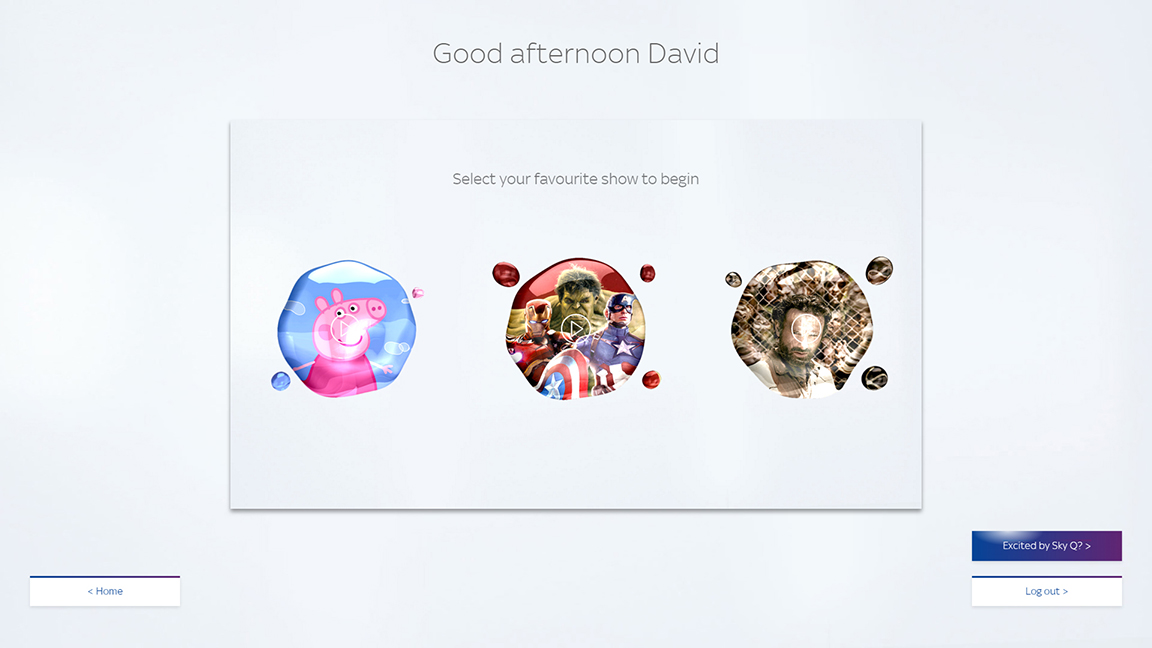 Good afternoon David
Select your favourite show to begin
Excited by Sky Q? >
< Home
Log out >